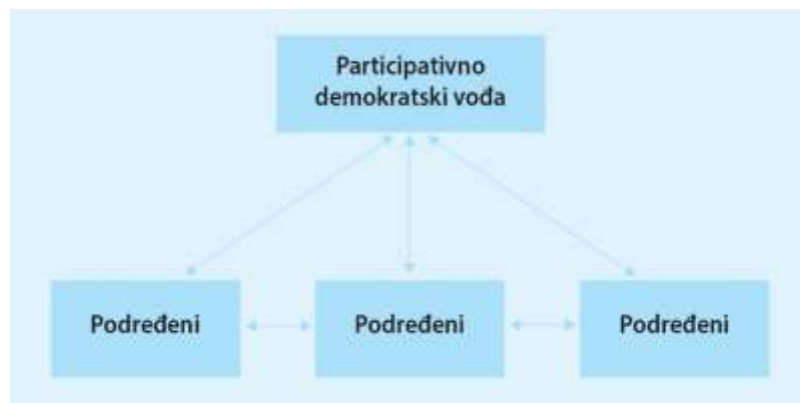 Participativno
demokratski vođa
Podređeni
Podređeni
Podređeni